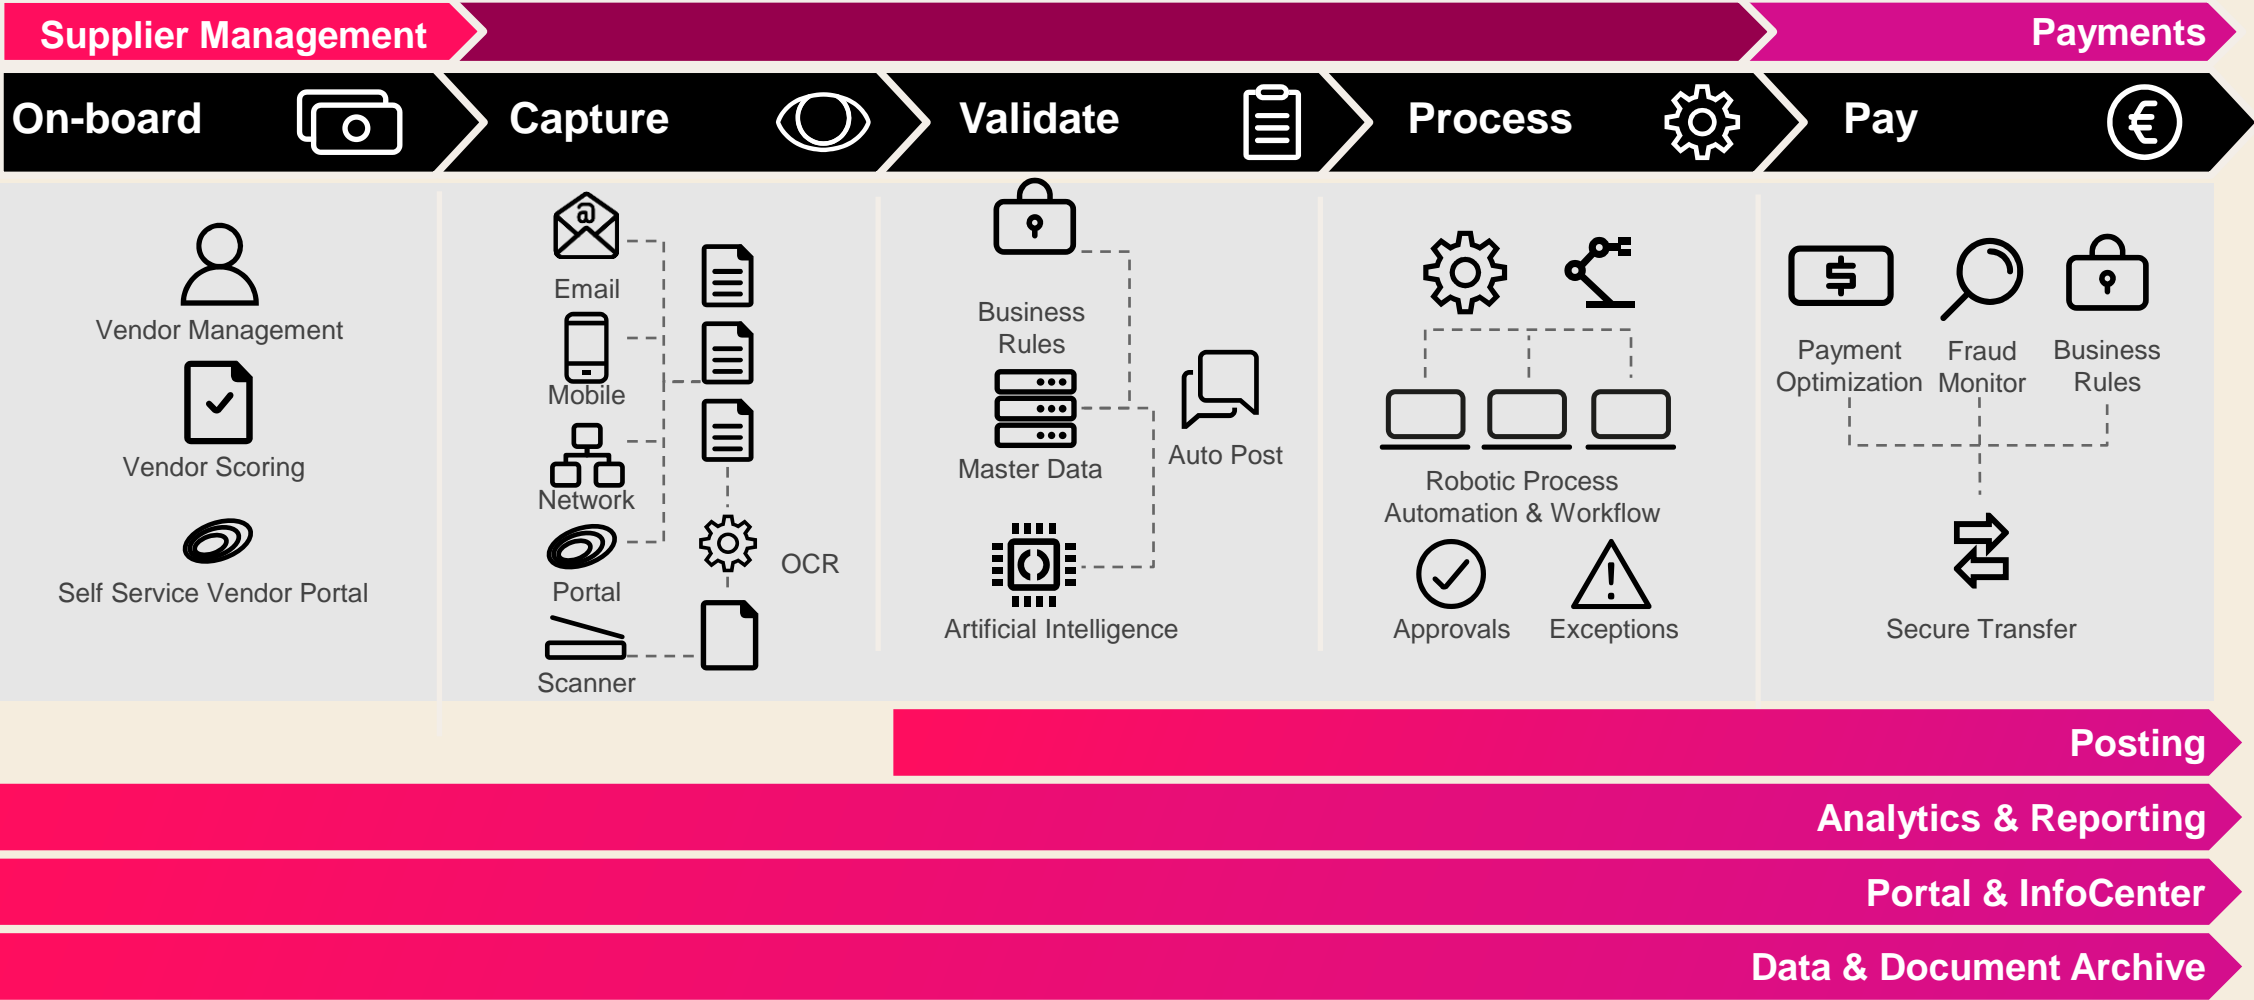 Supplier Management
Payments
On-board
Capture
Validate
Process
Pay
€
Vendor Management
Vendor Scoring
Self Service Vendor Portal
@
Email
Mobile
Network
Portal
Scanner
OCR
Business
Rules
Master Data
Artificial Intelligence
Auto Post
Robotic Process
Automation & Workflow
Approvals
!
Exceptions
$
Payment
Optimization
Fraud
Monitor
Business
Rules
Secure Transfer
Posting
Analytics & Reporting
Portal & InfoCenter
Data & Document Archive